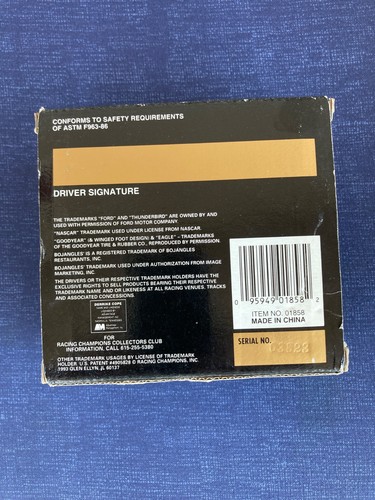 CONFORMS TO SAFETY REQUIREMENTS
OF ASTM F963-86
DRIVER SIGNATURE
THE TRADEMARKS "FORD" AND "THUNDERBIRD" ARE OWNED BY AND
USED WITH PERMISSION OF FORD MOTOR COMPANY.
"NASCAR" TRADEMARK USED UNDER LICENSE FROM NASCAR.
"GOODYEAR" (& WINGED FOOT DESIGN) & "EAGLE" – TRADEMARKS
OF THE GOODYEAR TIRE & RUBBER CO., REPRODUCED BY PERMISSION.
BOJANGLES' IS A REGISTERED TRADEMARK OF BOJANGLES
RESTAURANTS, INC
BOJANGLES' TRADEMARK USED UNDER AUTHORIZATION FROM IMAGE
MARKETING, INC
THE DRIVERS OR THEIR RESPECTIVE TRADEMARK HOLDERS HAVE THE
EXCLUSIVE RIGHTS TO SELL PRODUCTS BEARING THEIR RESPECTIVE
TRADEMARK NAME AND OR LIKENESS AT ALL RACING VENUES, TRACKS
AND ASSOCIATED CONCESSIONS.
DERRIKE COPE
FOR
RACING CHAMPIONS COLLECTORS CLUB
INFORMATION, CALL 815-255-5380
OTHER TRADEMARK USAGES BY LICENSE OF TRADEMARK
HOLDER U.S. PATENT #4905828 © RACING CHAMPIONS, INC.
1993 GLEN ELLYN, IL 60137
0 95949 01858 2
ITEM NO. 01858
MADE IN CHINA
SERIAL NO.